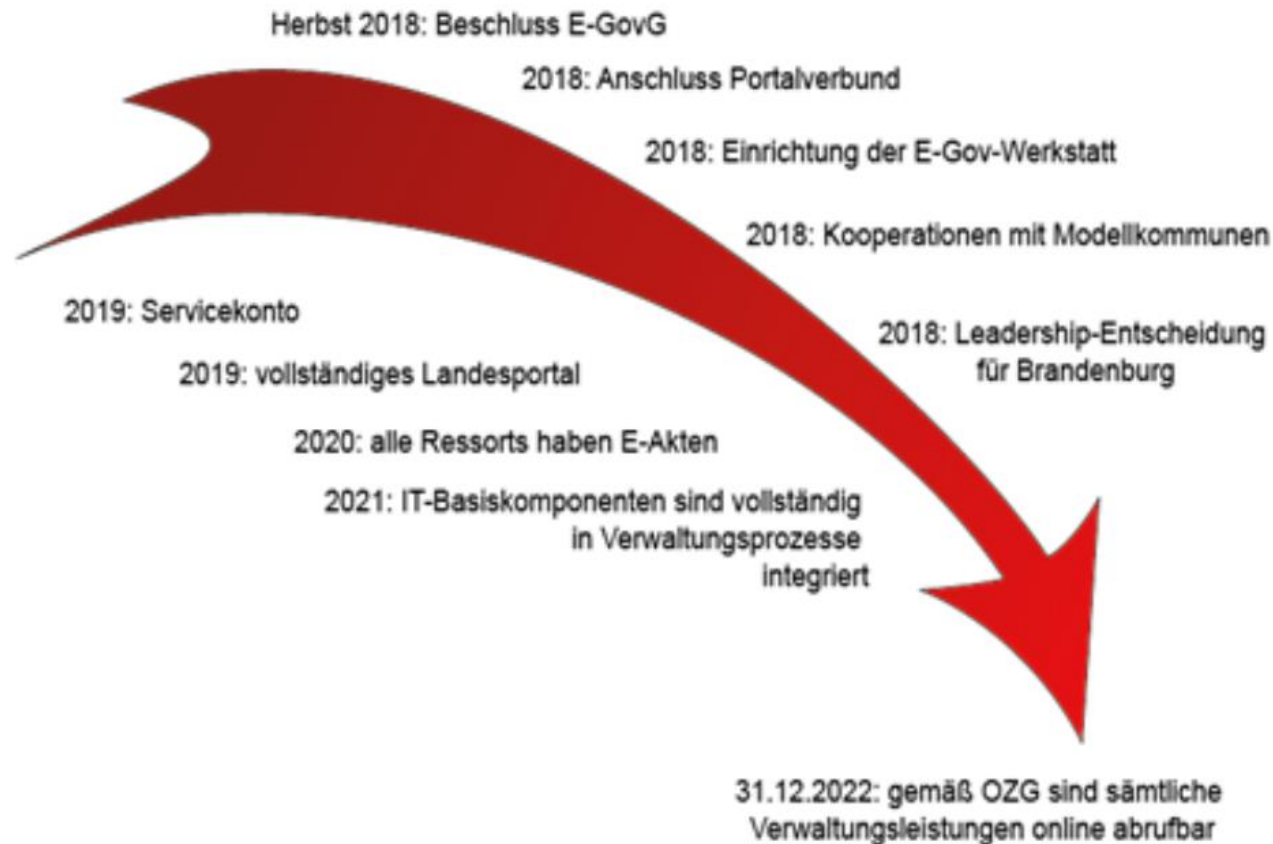 Herbst 2018: Beschluss E-GovG
2018: Anschluss Portalverbund
2018: Einrichtung der E-Gov-Werkstatt
2018: Kooperationen mit Modellkommunen
2018: Leadership-Entscheidung
für Brandenburg
2019: Servicekonto
2019: vollständiges Landesportal
2020: alle Ressorts haben E-Akten
2021: IT-Basiskomponenten sind vollständig
in Verwaltungsprozesse
integriert
31.12.2022: gemäß OZG sind sämtliche
Verwaltungsleistungen online abrufbar